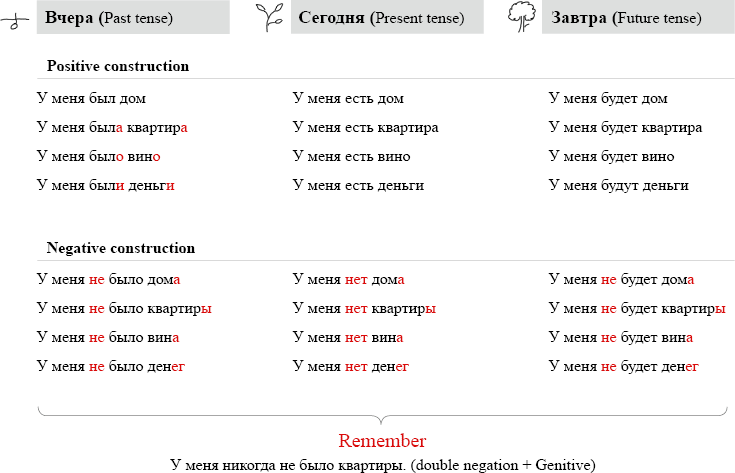 Вчера (Past tense) Сегодня (Present tense) Завтра (Future tense)
Positive construction
У меня был дом У меня есть дом У меня будет дом
У меня была квартира У меня есть квартира У меня будет квартира
У меня было вино У меня есть вино У меня будет вино
У меня были деньги У меня есть деньги У меня будут деньги
Negative construction
У меня не было дома У меня нет дома У меня не будет дома
У меня не было квартиры У меня нет квартиры У меня не будет квартиры
У меня не было вина У меня нет вина У меня не будет вина
У меня не было денег У меня нет денег У меня не будет денег
Remember
У меня никогда не было квартиры. (double negation + Genitive)